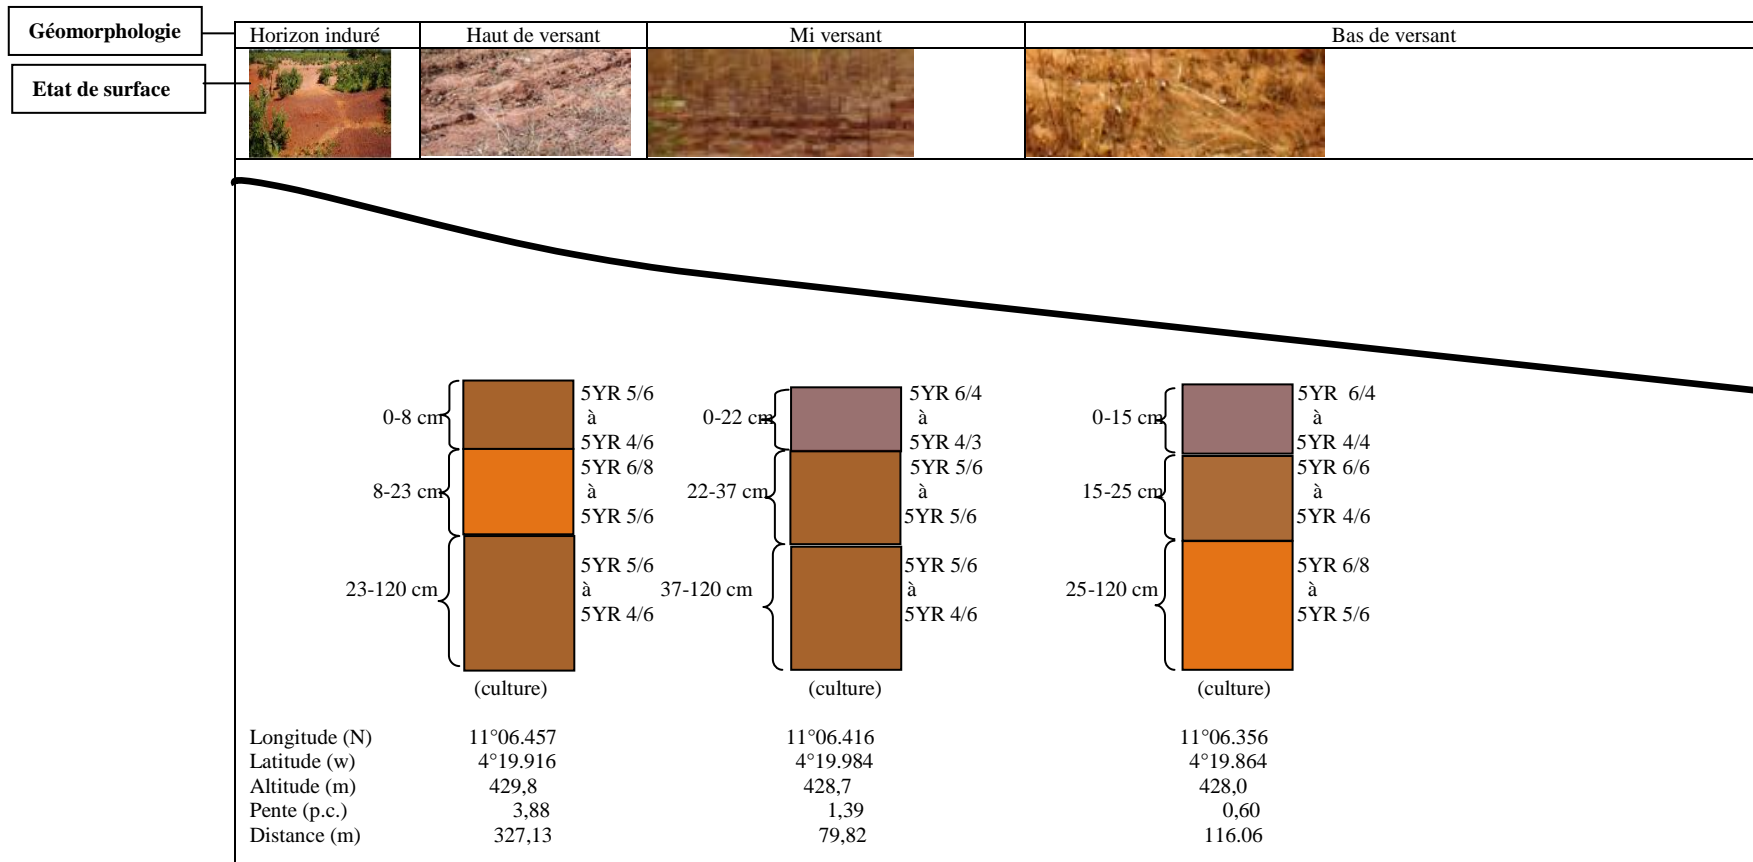 Géomorphologie
Horizon induré Haut de versant Mi versant Bas de versant
Etat de surface
0-8 cm
5YR 5/6
à
5YR 4/6
8-23 cm
5YR 6/8
à
5YR 5/6
23-120 cm
5YR 5/6
à
5YR 4/6
(culture)
0-22 cm
5YR 6/4
à
5YR 4/3
22-37 cm
5YR 5/6
à
5YR 5/6
37-120 cm
5YR 5/6
à
5YR 4/6
(culture)
0-15 cm
5YR 6/4
à
5YR 4/4
15-25 cm
5YR 6/6
à
5YR 4/6
25-120 cm
5YR 6/8
à
5YR 5/6
(culture)
Longitude (N) 11°06.457 11°06.416 11°06.356
Latitude (w) 4°19.916 4°19.984 4°19.864
Altitude (m) 429,8 428,7 428,0
Pente (p.c.) 3,88 1,39 0,60
Distance (m) 327,13 79,82 116.06